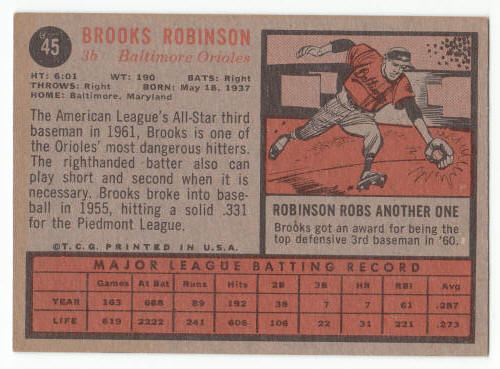 45
BROOKS ROBINSON
3b Baltimore Orioles
HT: 6:01 WT: 190 BATS: Right
THROWS: Right BORN: May 18, 1937
HOME: Baltimore, Maryland
The American League's All-Star third
baseman in 1961, Brooks is one of
the Orioles' most dangerous hitters.
The righthanded batter also can
play short and second when it is
necessary. Brooks broke into base-
ball in 1955, hitting a solid .331
for the Piedmont League.
© T.C.G. PRINTED IN U.S.A.
ROBINSON ROBS ANOTHER ONE
Brooks got an award for being the
top defensive 3rd baseman in '60.
MAJOR LEAGUE BATTING RECORD
Games At Bat Runs Hits 2B 3B HR RBI Avg
YEAR 163 668 89 192 38 7 7 61 .287
LIFE 619 2222 241 606 106 22 31 221 .273